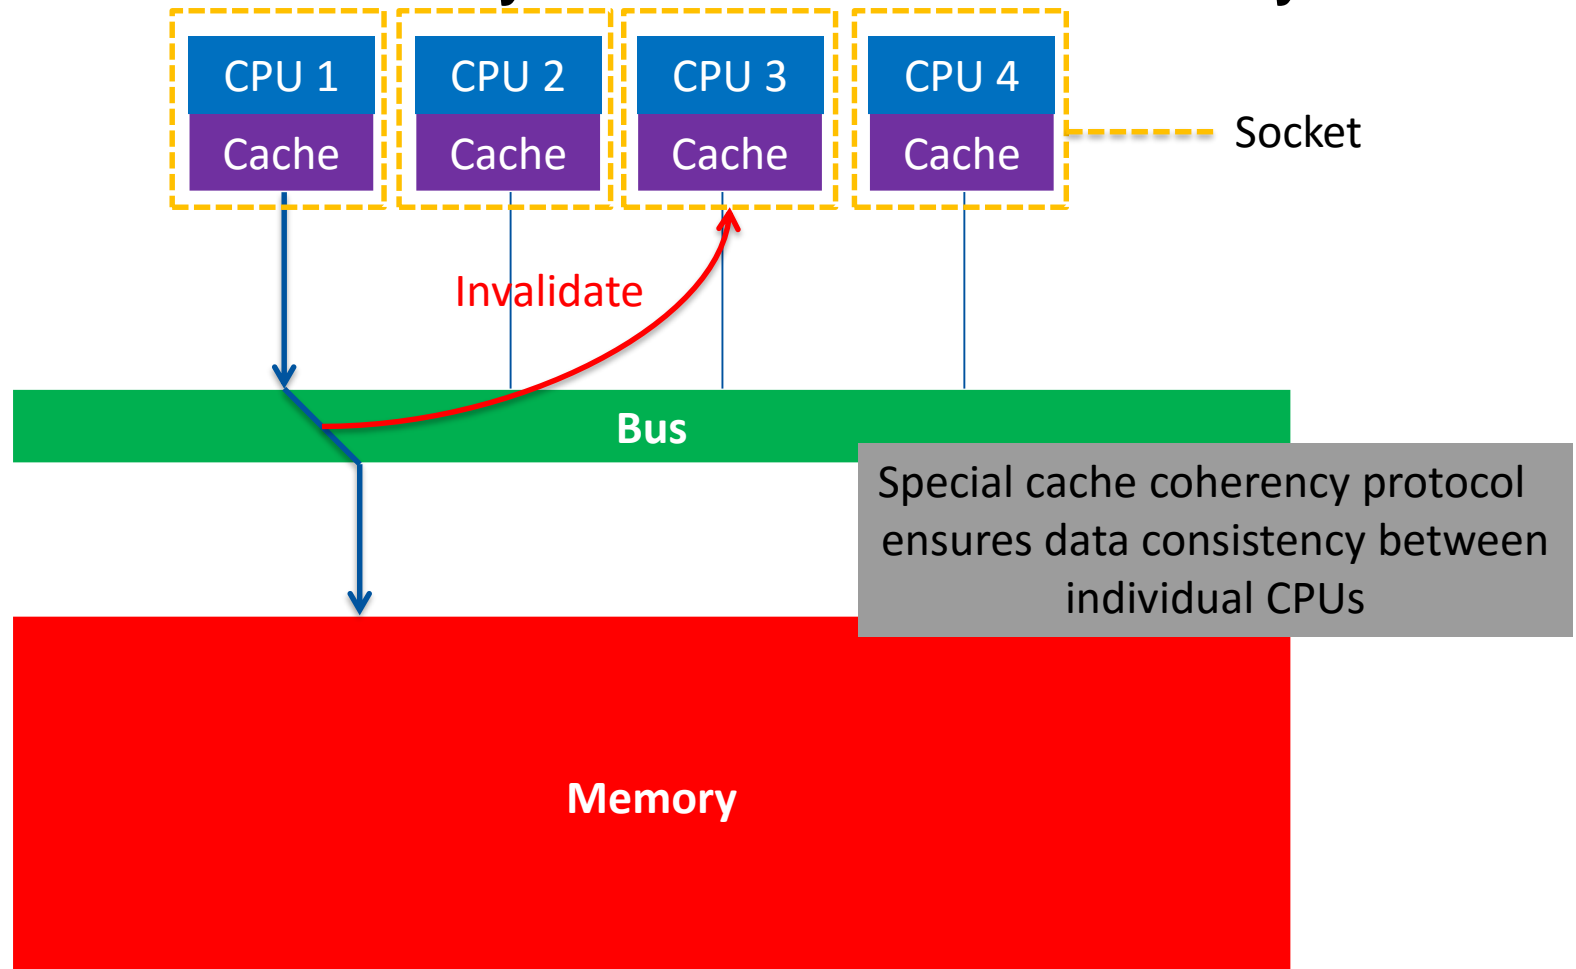 CPU 1
CPU 2
CPU 3
CPU 4
Cache
Cache
Cache
Cache
Socket
Invalidate
Bus
Special cache coherency protocol
ensures data consistency between
individual CPUs
Memory